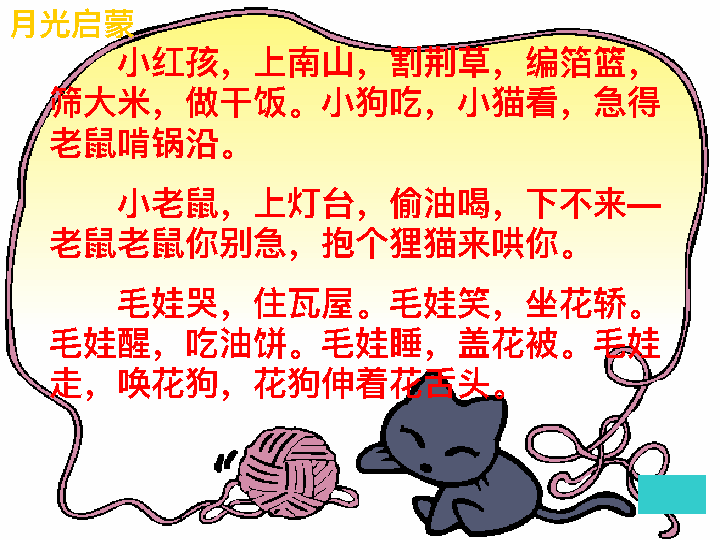 月光启蒙
小红孩，上南山，割荆草，编箔篮，
筛大米，做干饭。小狗吃，小猫看，急得
老鼠啃锅沿。
小老鼠，上灯台，偷油喝，下不来—
老鼠老鼠你别急，抱个狸猫来哄你。
毛娃哭，住瓦屋。毛娃笑，坐花轿。
毛娃醒，吃油饼。毛娃睡，盖花被。毛娃
走，唤花狗，花狗伸着花舌头。